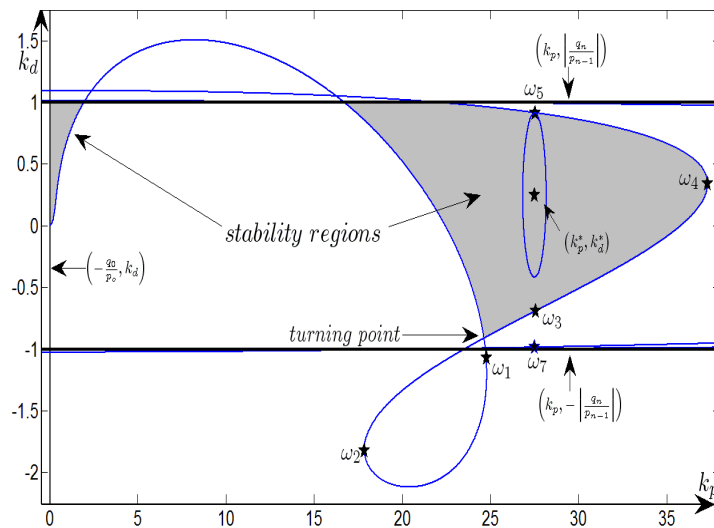 k_d
1.5
(k_p, |q_n/p_{n-1}|)
ω_5
1
0.5
ω_4
0
stability regions
(k_p^*, k_d^*)
(-q_0/p_o, k_d)
-0.5
turning point
ω_3
-1
ω_1
ω_7
(k_p, -|q_n/p_{n-1}|)
-1.5
ω_2
-2
k_p
0 5 10 15 20 25 30 35